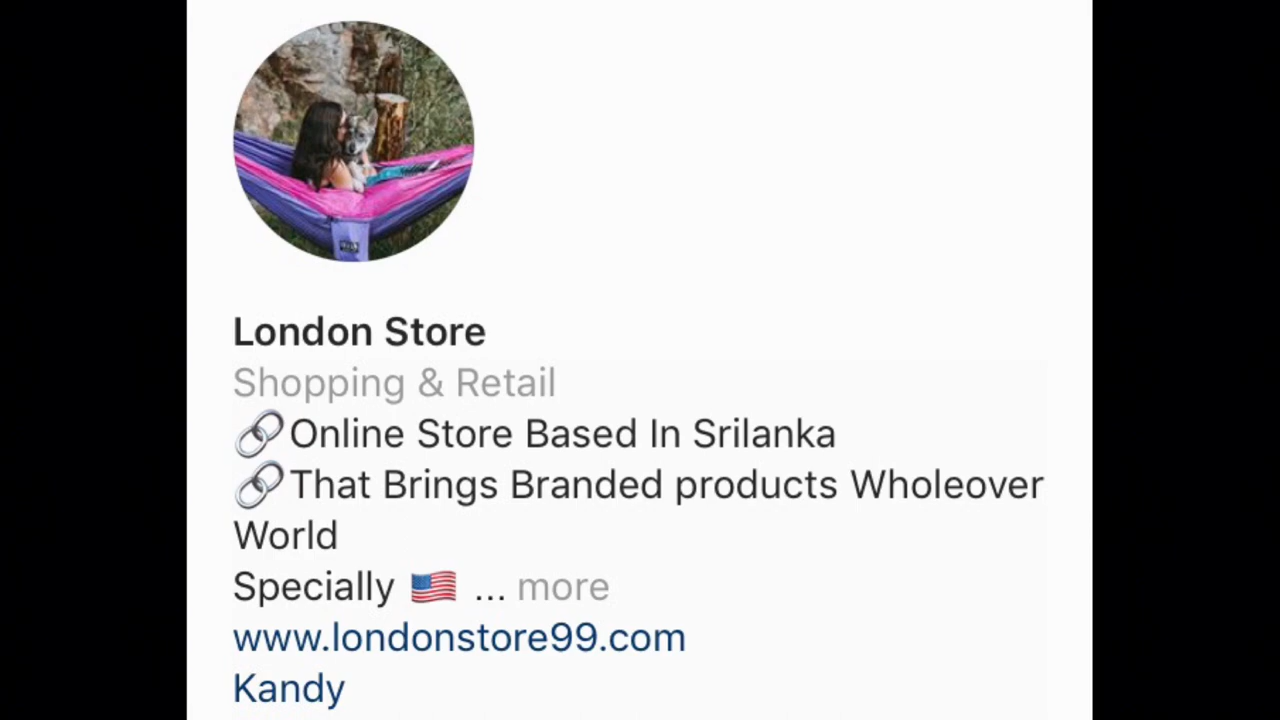 London Store
Shopping & Retail
🔗Online Store Based In Srilanka
🔗That Brings Branded products Wholeover
World
Specially 🇺🇸 ... more
www.londonstore99.com
Kandy